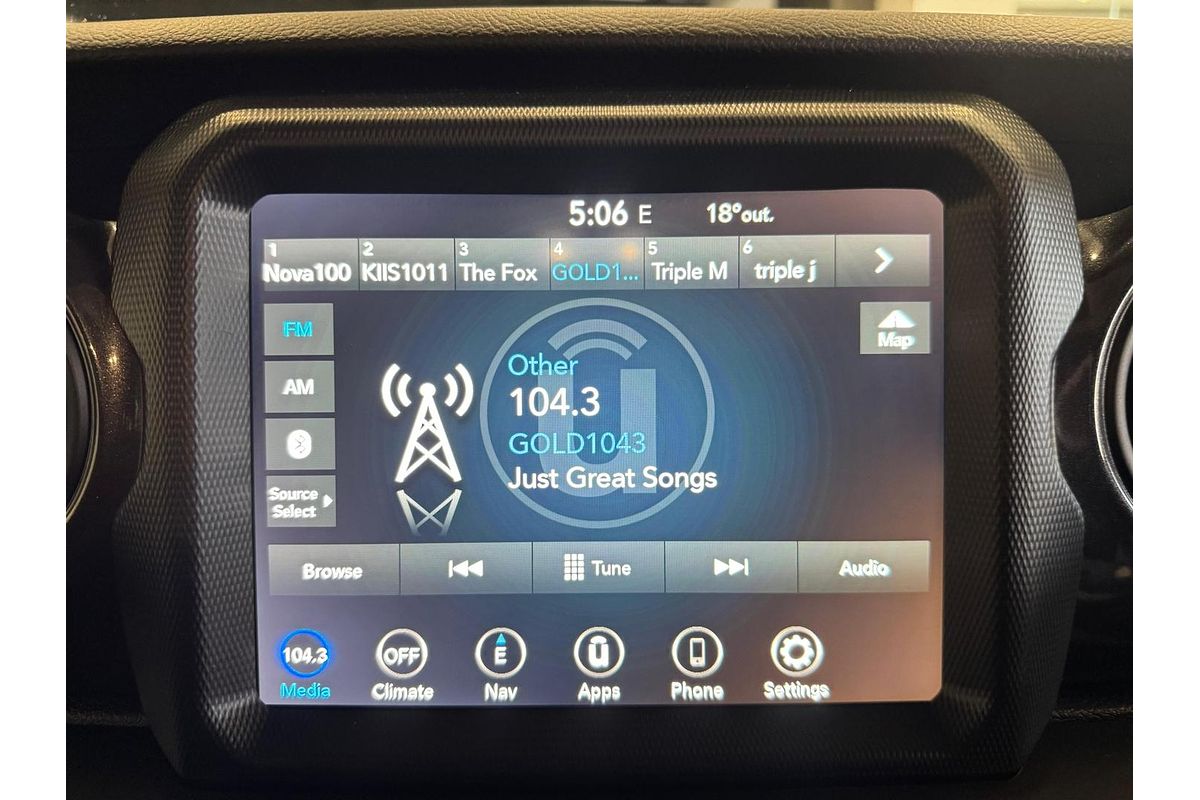 5:06 E 18°out.
1 2 3 4 5 6
Nova100 KIIS1011 The Fox GOLD1... Triple M triple j
FM
Map
AM
Other
104.3
GOLD1043
Just Great Songs
Source
Select
Browse Tune Audio
104.3 OFF E u
Media Climate Nav Apps Phone Settings